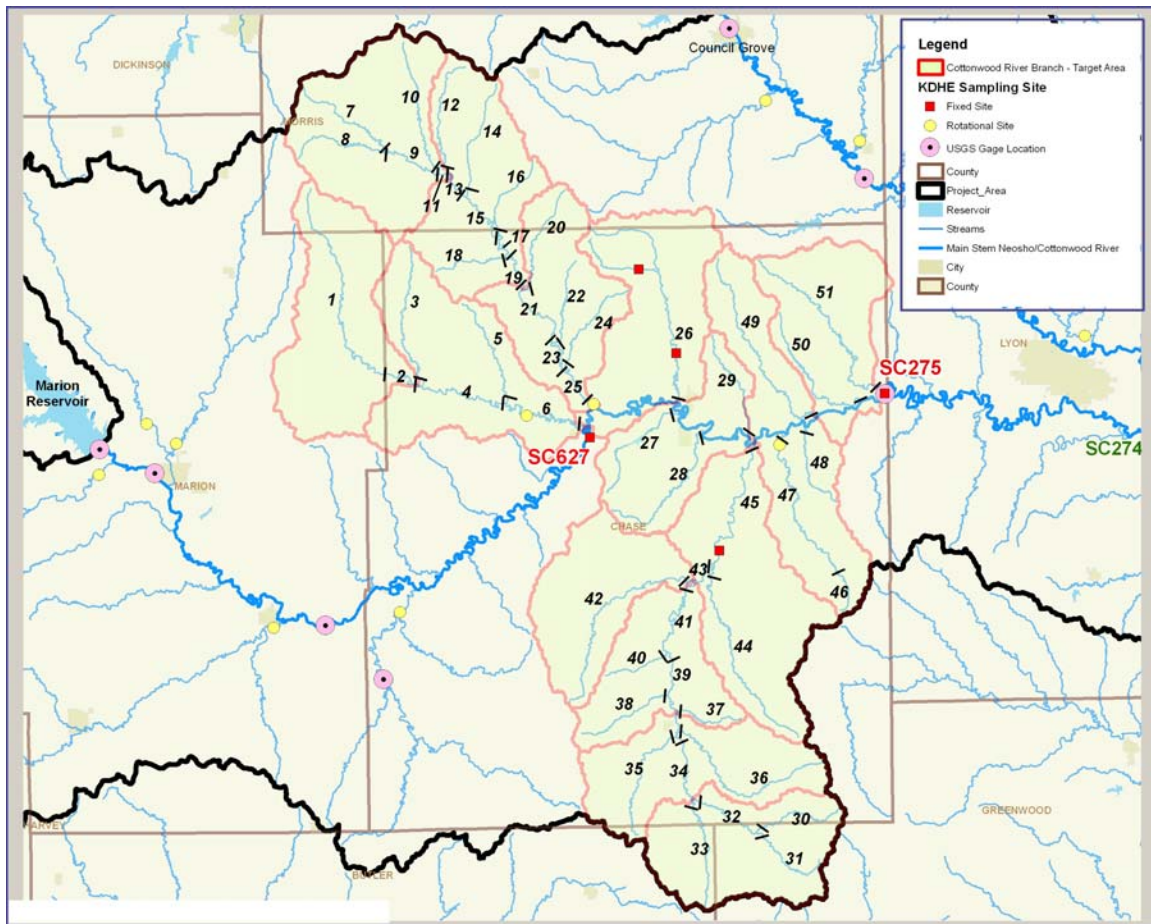 Council Grove
DICKINSON
MORRIS
Legend
Cottonwood River Branch - Target Area
KDHE Sampling Site
Fixed Site
Rotational Site
USGS Gage Location
County
Project_Area
Reservoir
Streams
Main Stem Neosho/Cottonwood River
City
County
7
10
12
8
14
9
16
13
11
15
20
17
18
19
1
3
22
21
51
5
24
49
26
50
LYON
23
29
SC275
2
4
25
6
Marion
Reservoir
27
SC627
SC274
28
48
MARION
45
47
CHASE
43
46
42
41
40
44
39
38
37
35
34
36
32
30
GREENWOOD
HARVEY
33
31
BUTLER